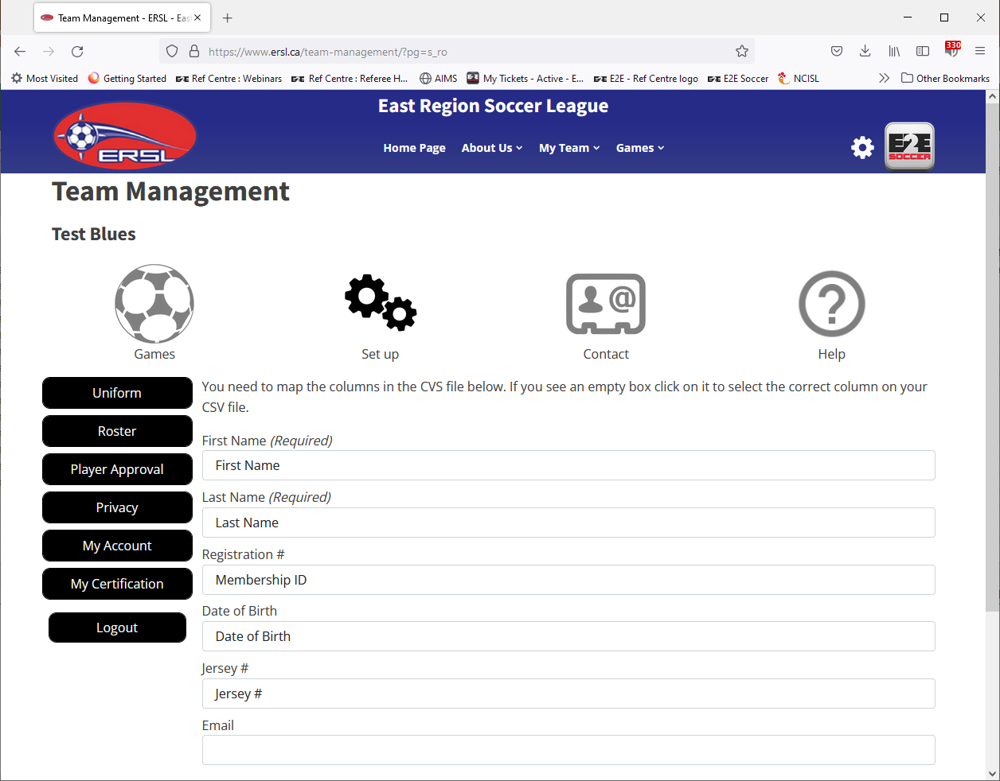 Team Management - ERSL - Eas
https://www.ersl.ca/team-management/?pg=s_ro
330
Most Visited
Getting Started
E2E Ref Centre : Webinars
E2E Ref Centre : Referee H...
AIMS
My Tickets - Active - E...
E2E E2E - Ref Centre logo
E2E E2E Soccer
NCISL
Other Bookmarks
ERSL
East Region Soccer League
Home Page About Us My Team Games
E2E
SOCCER
Team Management
Test Blues
@
?
Games Set up Contact Help
Uniform
Roster
Player Approval
Privacy
My Account
My Certification
Logout
You need to map the columns in the CVS file below. If you see an empty box click on it to select the correct column on your
CSV file.
First Name (Required)
First Name
Last Name (Required)
Last Name
Registration #
Membership ID
Date of Birth
Date of Birth
Jersey #
Jersey #
Email